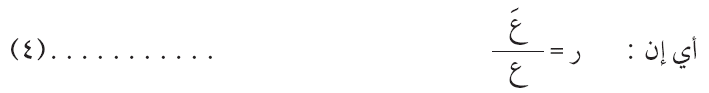 أي إن : ر = عَ / ع . . . . . . . . . . . (٤)